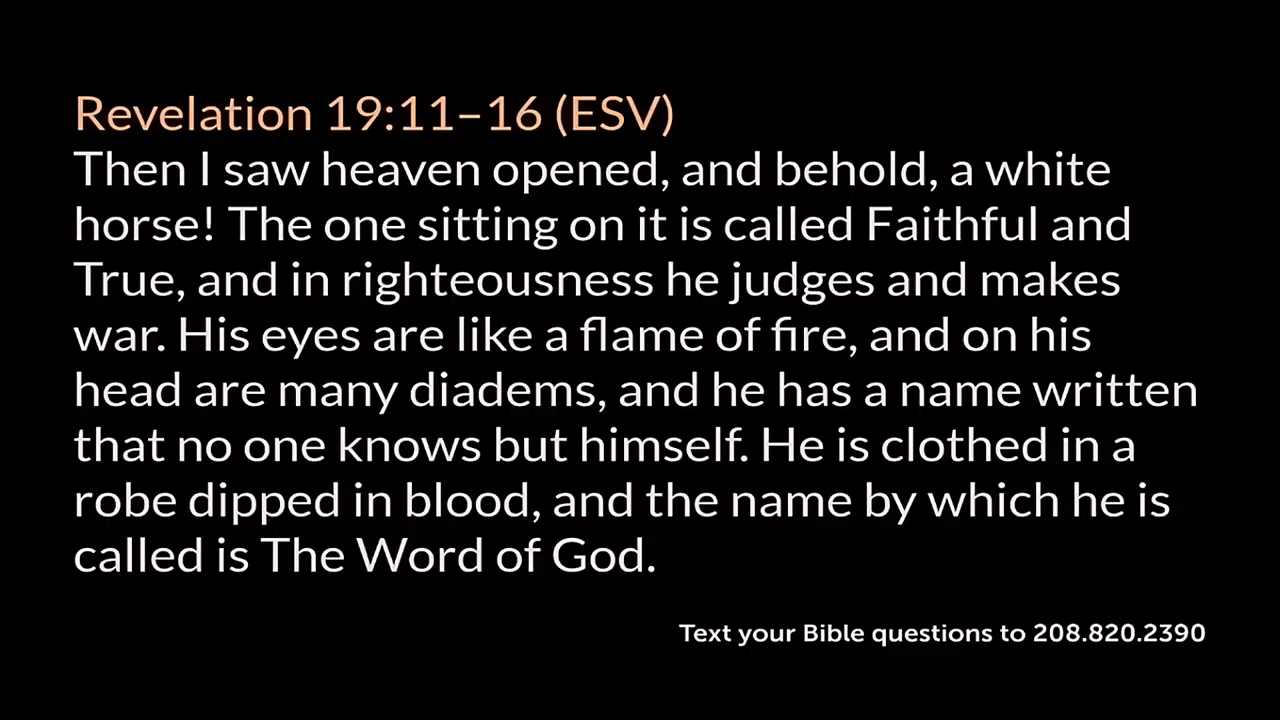 Revelation 19:11–16 (ESV)
Then I saw heaven opened, and behold, a white
horse! The one sitting on it is called Faithful and
True, and in righteousness he judges and makes
war. His eyes are like a flame of fire, and on his
head are many diadems, and he has a name written
that no one knows but himself. He is clothed in a
robe dipped in blood, and the name by which he is
called is The Word of God.
Text your Bible questions to 208.820.2390